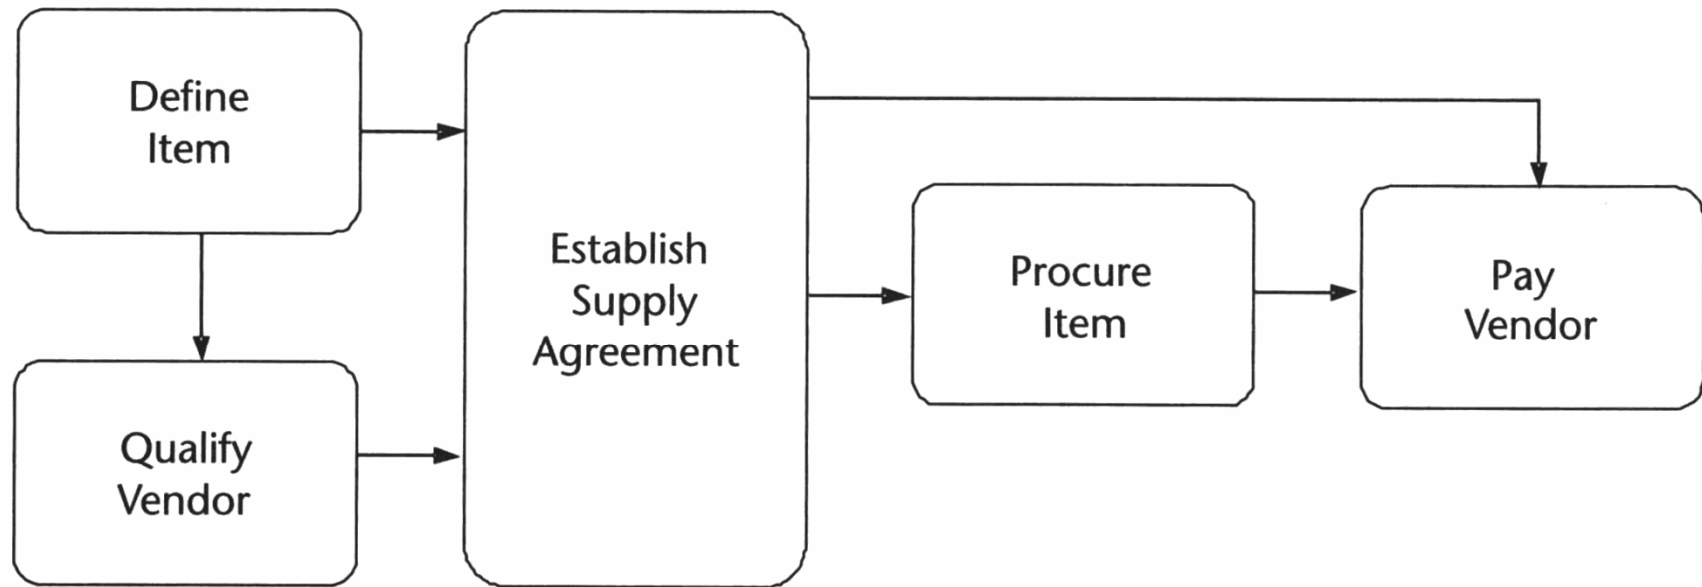 Define
Item
Qualify
Vendor
Establish
Supply
Agreement
Procure
Item
Pay
Vendor